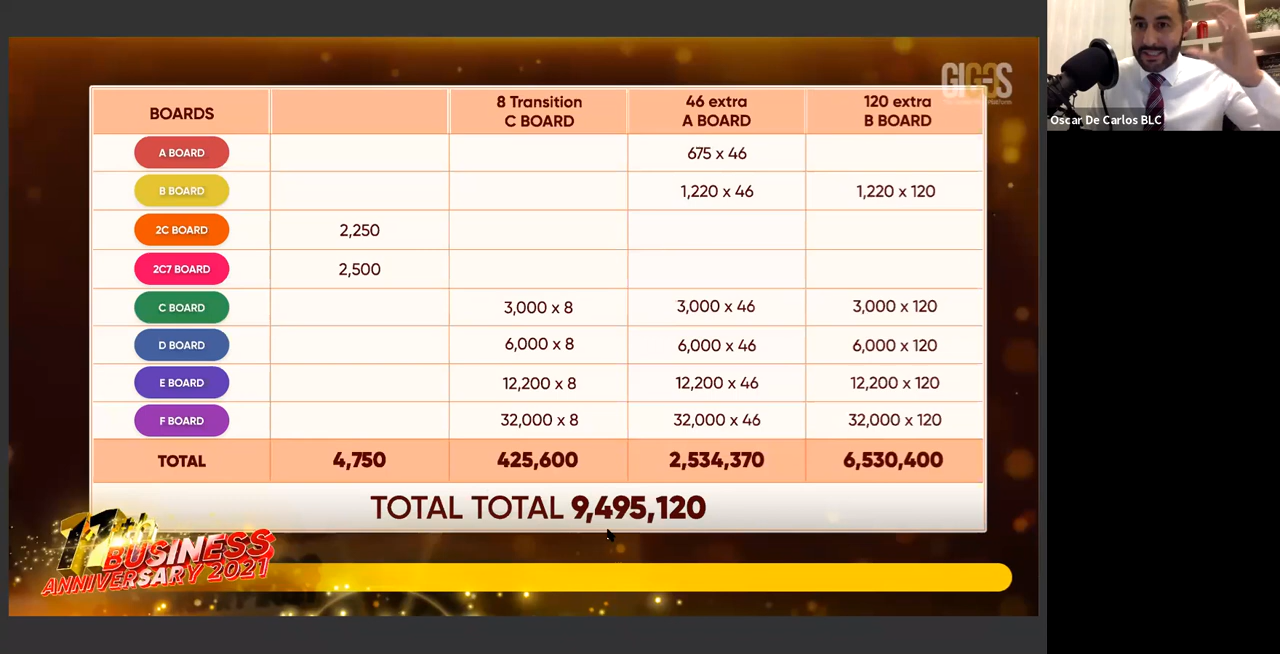 GIG-OS
BOARDS 8 Transition C BOARD 46 extra A BOARD 120 extra B BOARD
A BOARD 675 x 46
B BOARD 1,220 x 46 1,220 x 120
2C BOARD 2,250
2C7 BOARD 2,500
C BOARD 3,000 x 8 3,000 x 46 3,000 x 120
D BOARD 6,000 x 8 6,000 x 46 6,000 x 120
E BOARD 12,200 x 8 12,200 x 46 12,200 x 120
F BOARD 32,000 x 8 32,000 x 46 32,000 x 120
TOTAL 4,750 425,600 2,534,370 6,530,400
TOTAL TOTAL 9,495,120
11th
BUSINESS
ANNIVERSARY 2021
Oscar De Carlos BLC